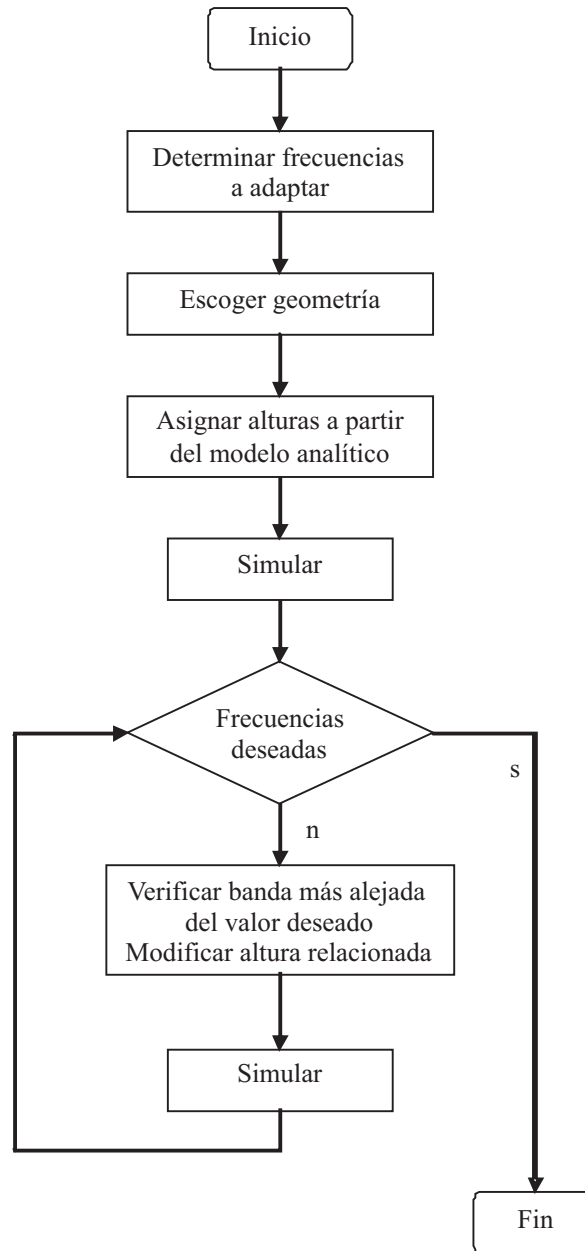 Inicio
Determinar frecuencias
a adaptar
Escoger geometría
Asignar alturas a partir
del modelo analítico
Simular
Frecuencias
deseadas
s
n
Verificar banda más alejada
del valor deseado
Modificar altura relacionada
Simular
Fin